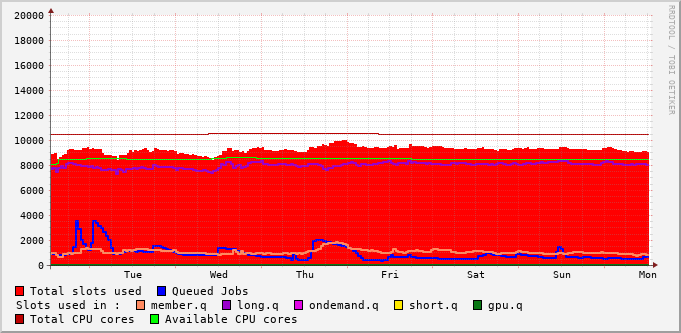 RRDTOOL / TOBI OETIKER
20000
18000
16000
14000
12000
10000
8000
6000
4000
2000
0
Tue Wed Thu Fri Sat Sun Mon
Total slots used Queued Jobs
Slots used in : member.q long.q ondemand.q short.q gpu.q
Total CPU cores Available CPU cores